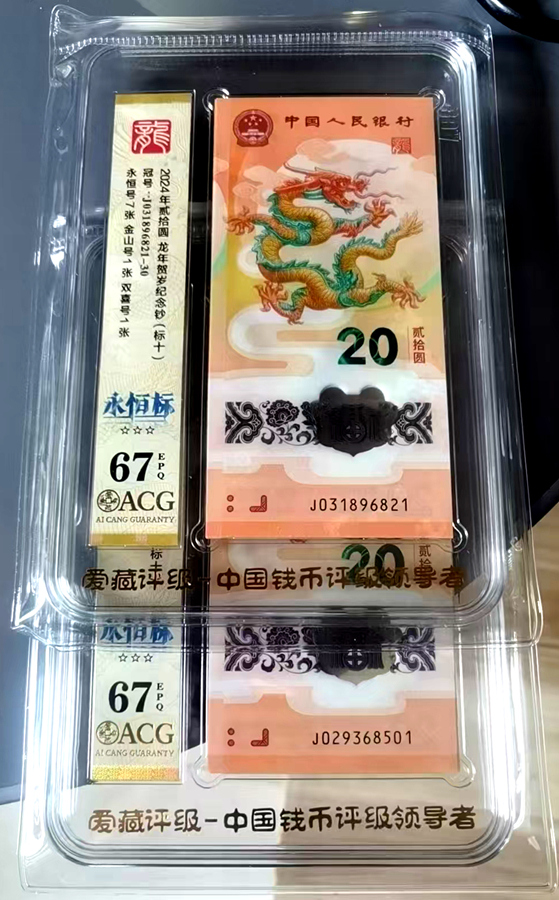 龍
2024年贰拾圆 龙年贺岁纪念钞（标十）
冠号：J031896821-30
永恒号7张 金山号1张 双喜号1张
永恒标
☆☆☆
67 EPQ
ACG
AI CANG GUARANTY
中国人民银行
20 贰拾圆
J031896821
爱藏评级-中国钱币评级领导者
标十
20 贰拾
永恒标
☆☆☆
67 EPQ
ACG
AI CANG GUARANTY
J029368501
爱藏评级-中国钱币评级领导者